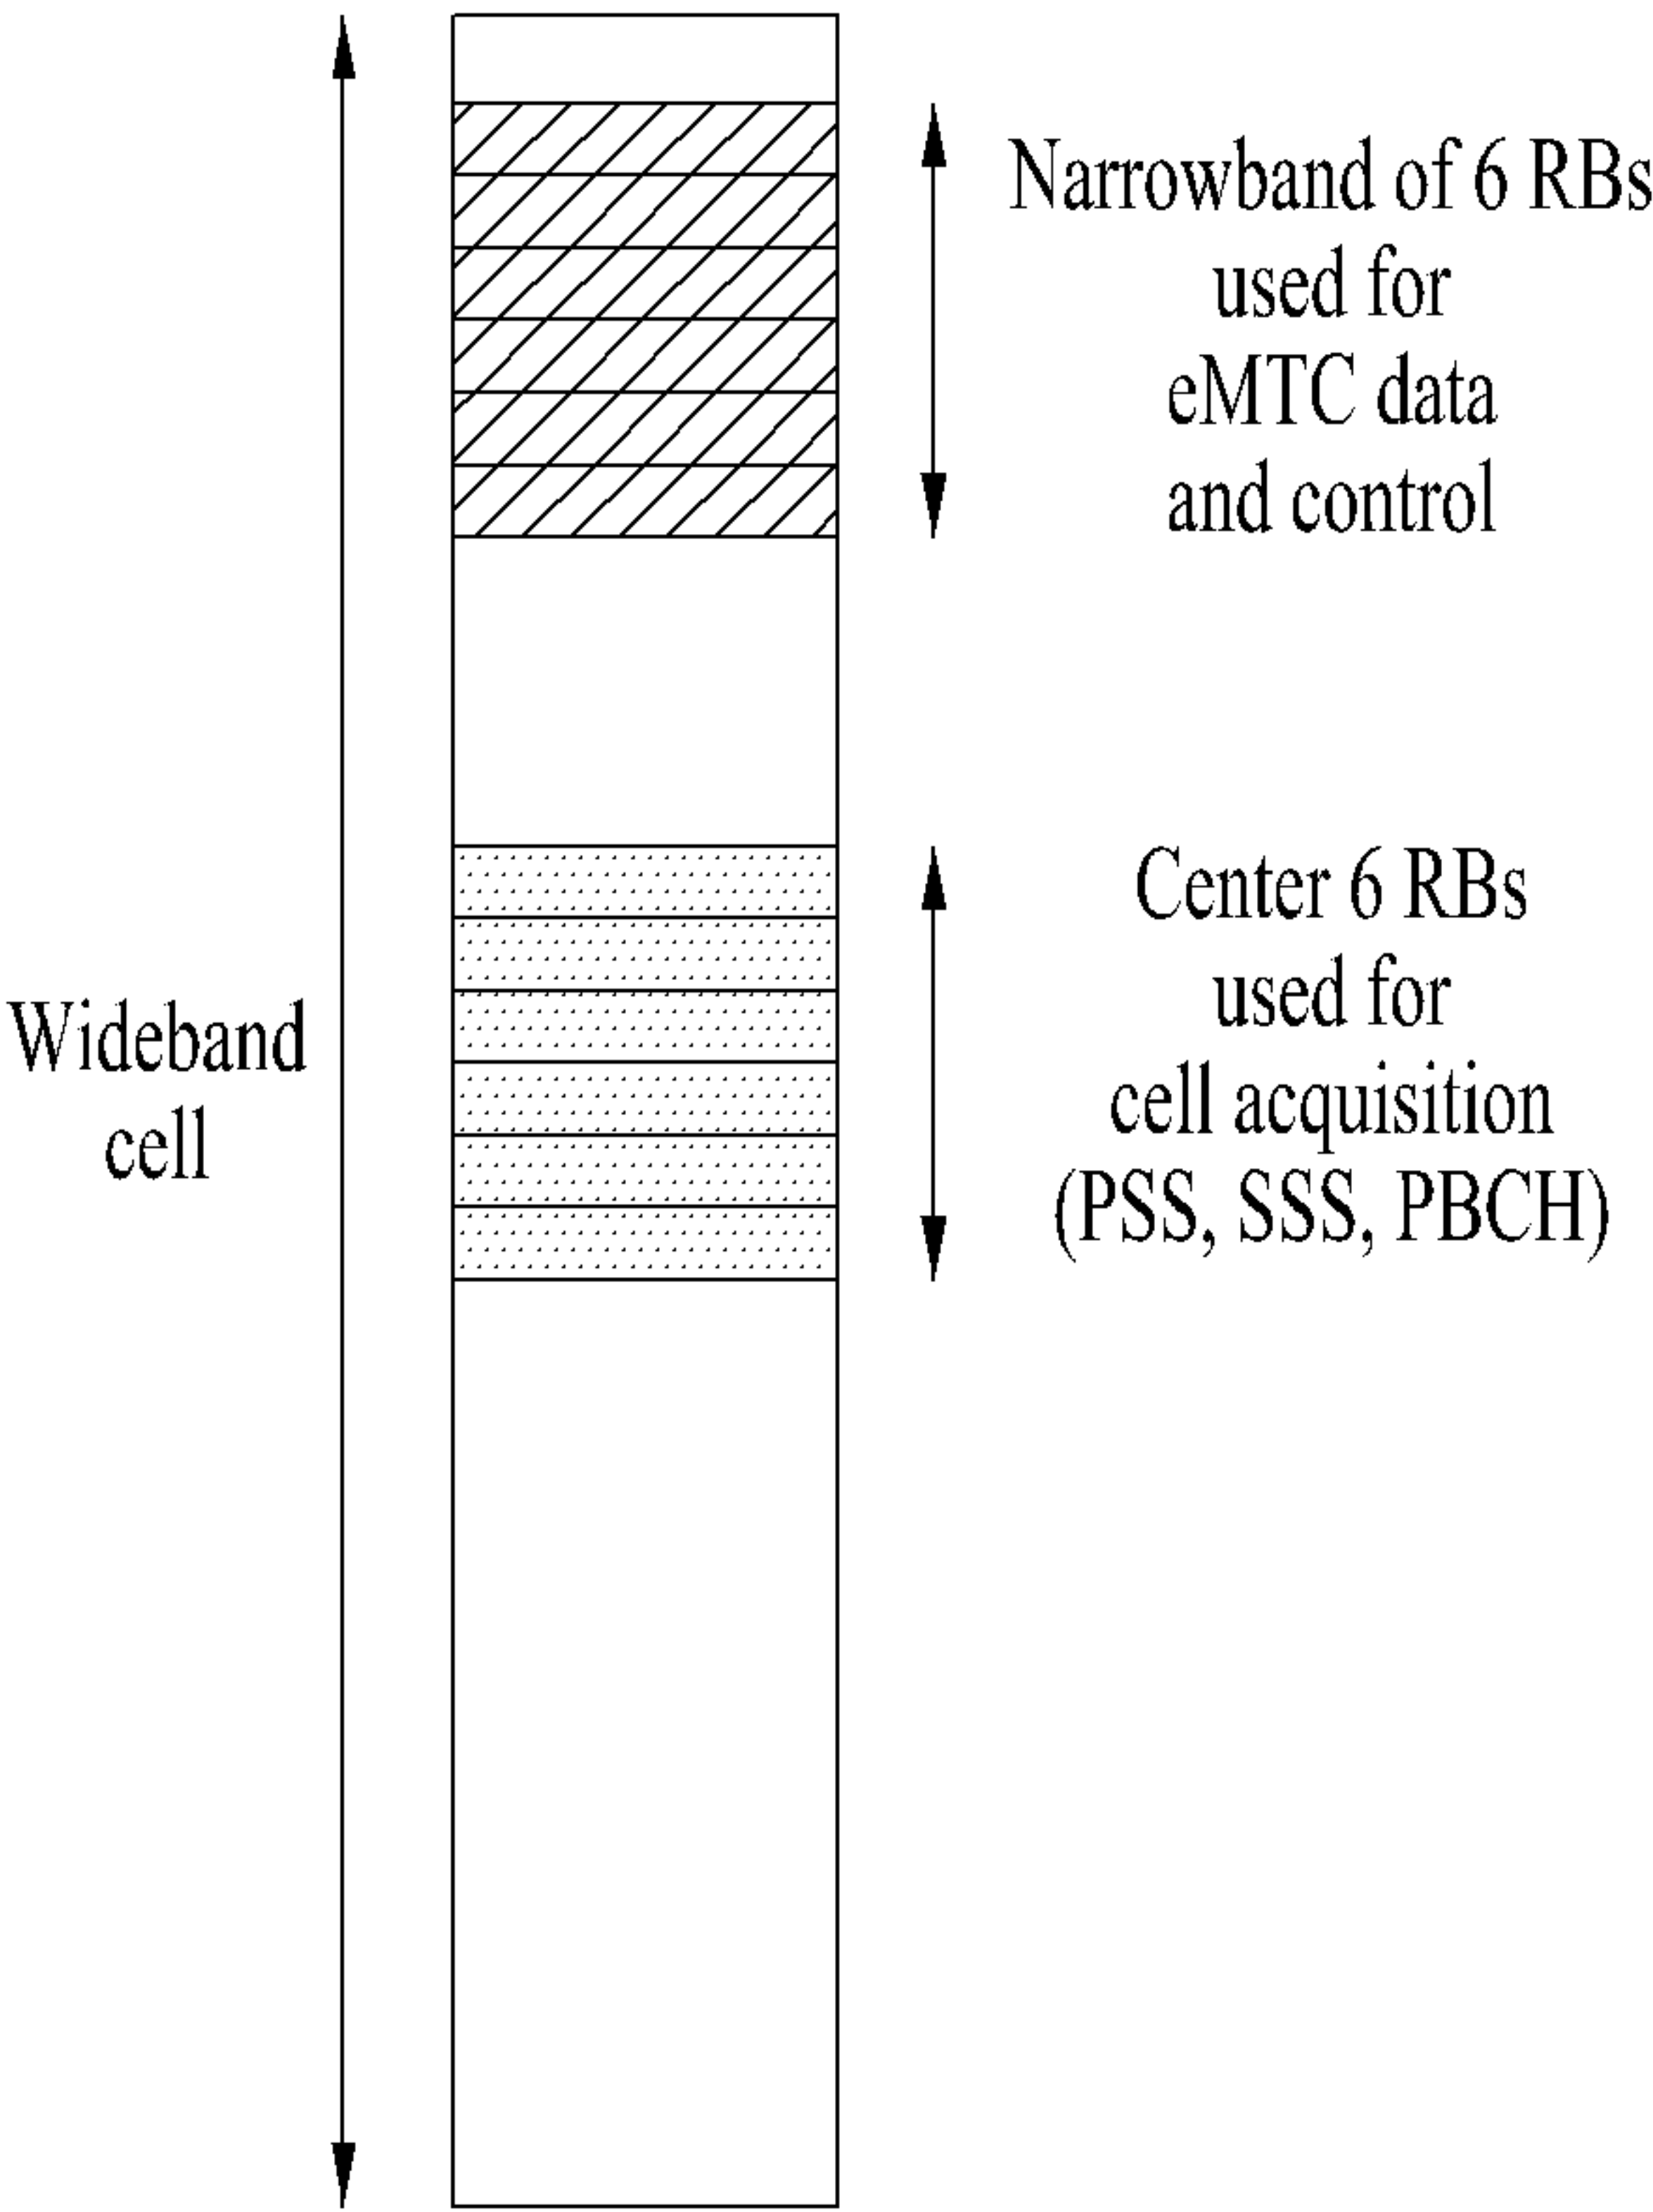 Narrowband of 6 RBs
used for
eMTC data
and control
Center 6 RBs
used for
cell acquisition
(PSS, SSS, PBCH)
Wideband
cell